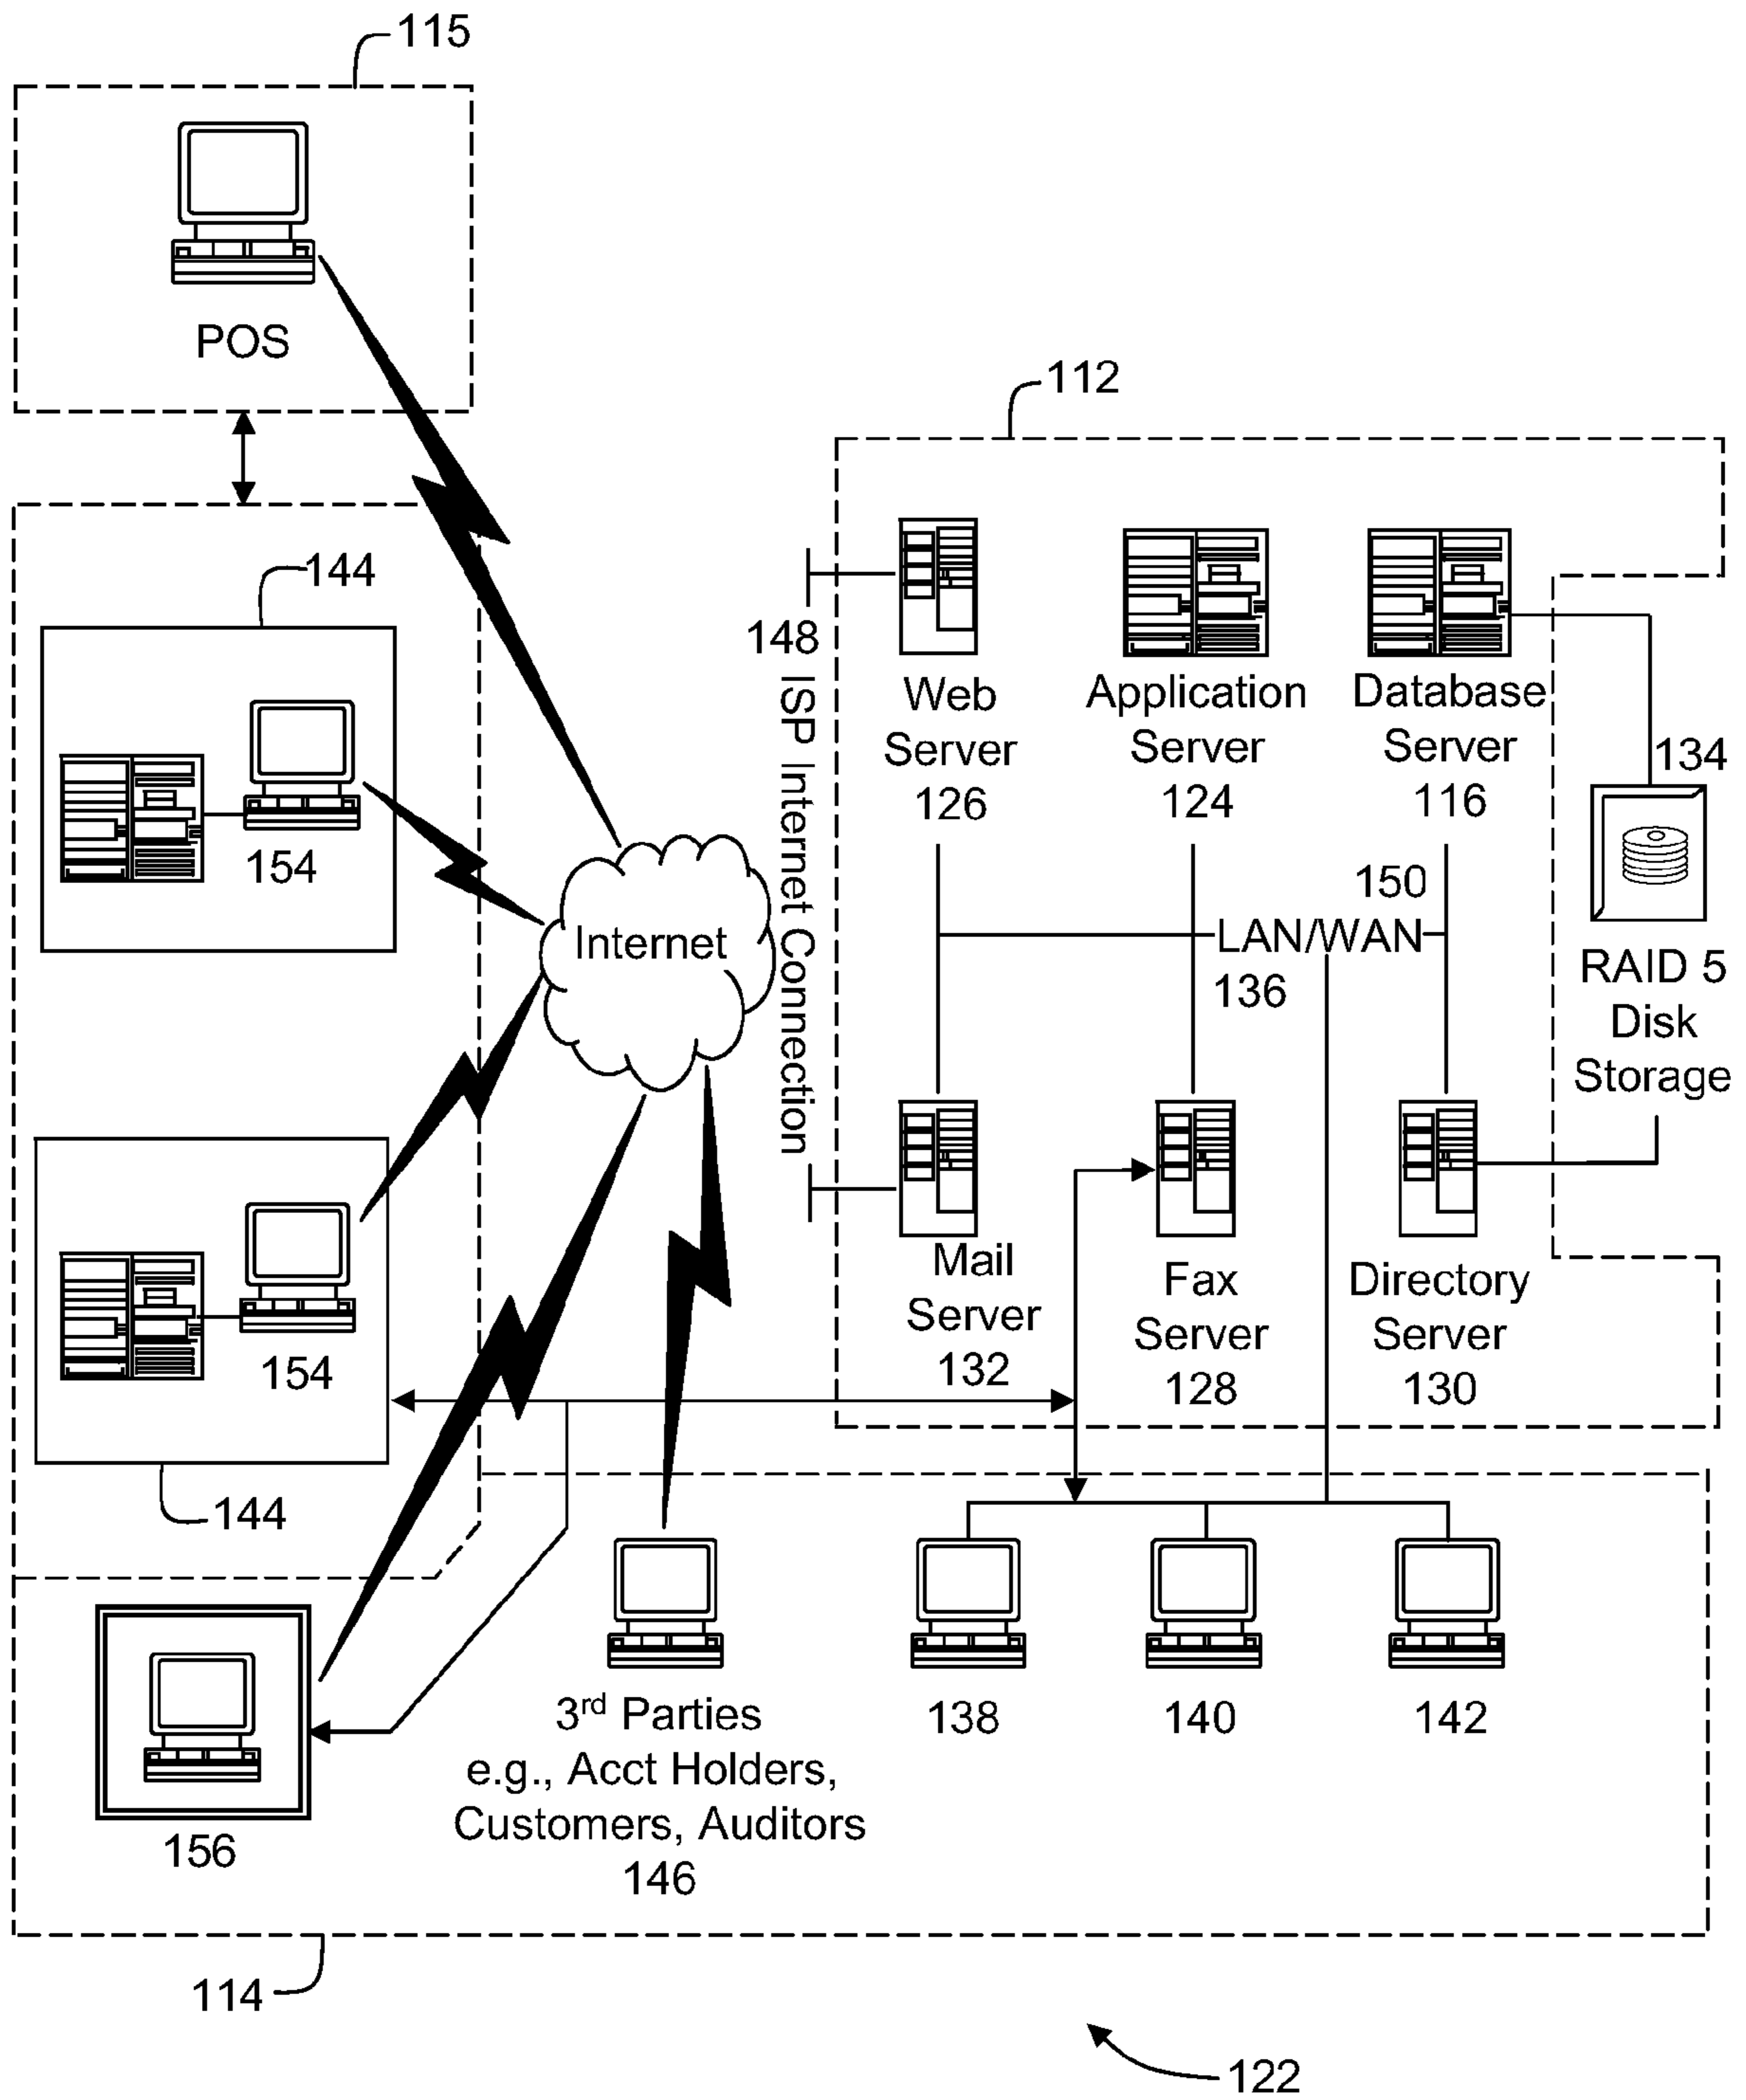 115
POS
112
144
148 ISP Internet Connection
Web
Server
126
Application
Server
124
Database
Server
116
134
154
150
Internet
LAN/WAN
136
RAID 5
Disk
Storage
154
144
Mail
Server
132
Fax
Server
128
Directory
Server
130
156
3rd Parties
e.g., Acct Holders,
Customers, Auditors
146
138
140
142
114
122